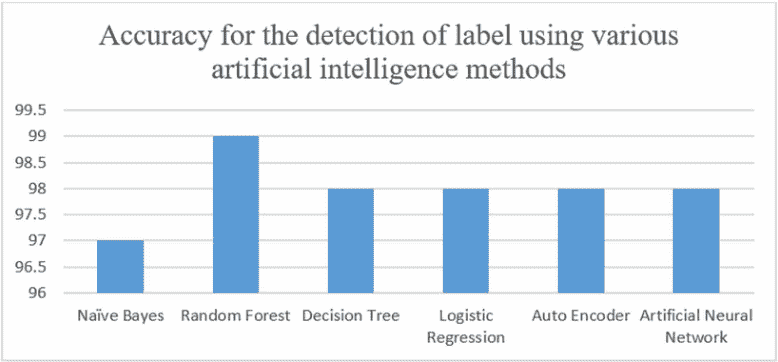 Accuracy for the detection of label using various
artificial intelligence methods
99.5
99
98.5
98
97.5
97
96.5
96
Naïve Bayes Random Forest Decision Tree Logistic Auto Encoder Artificial Neural
Regression Network